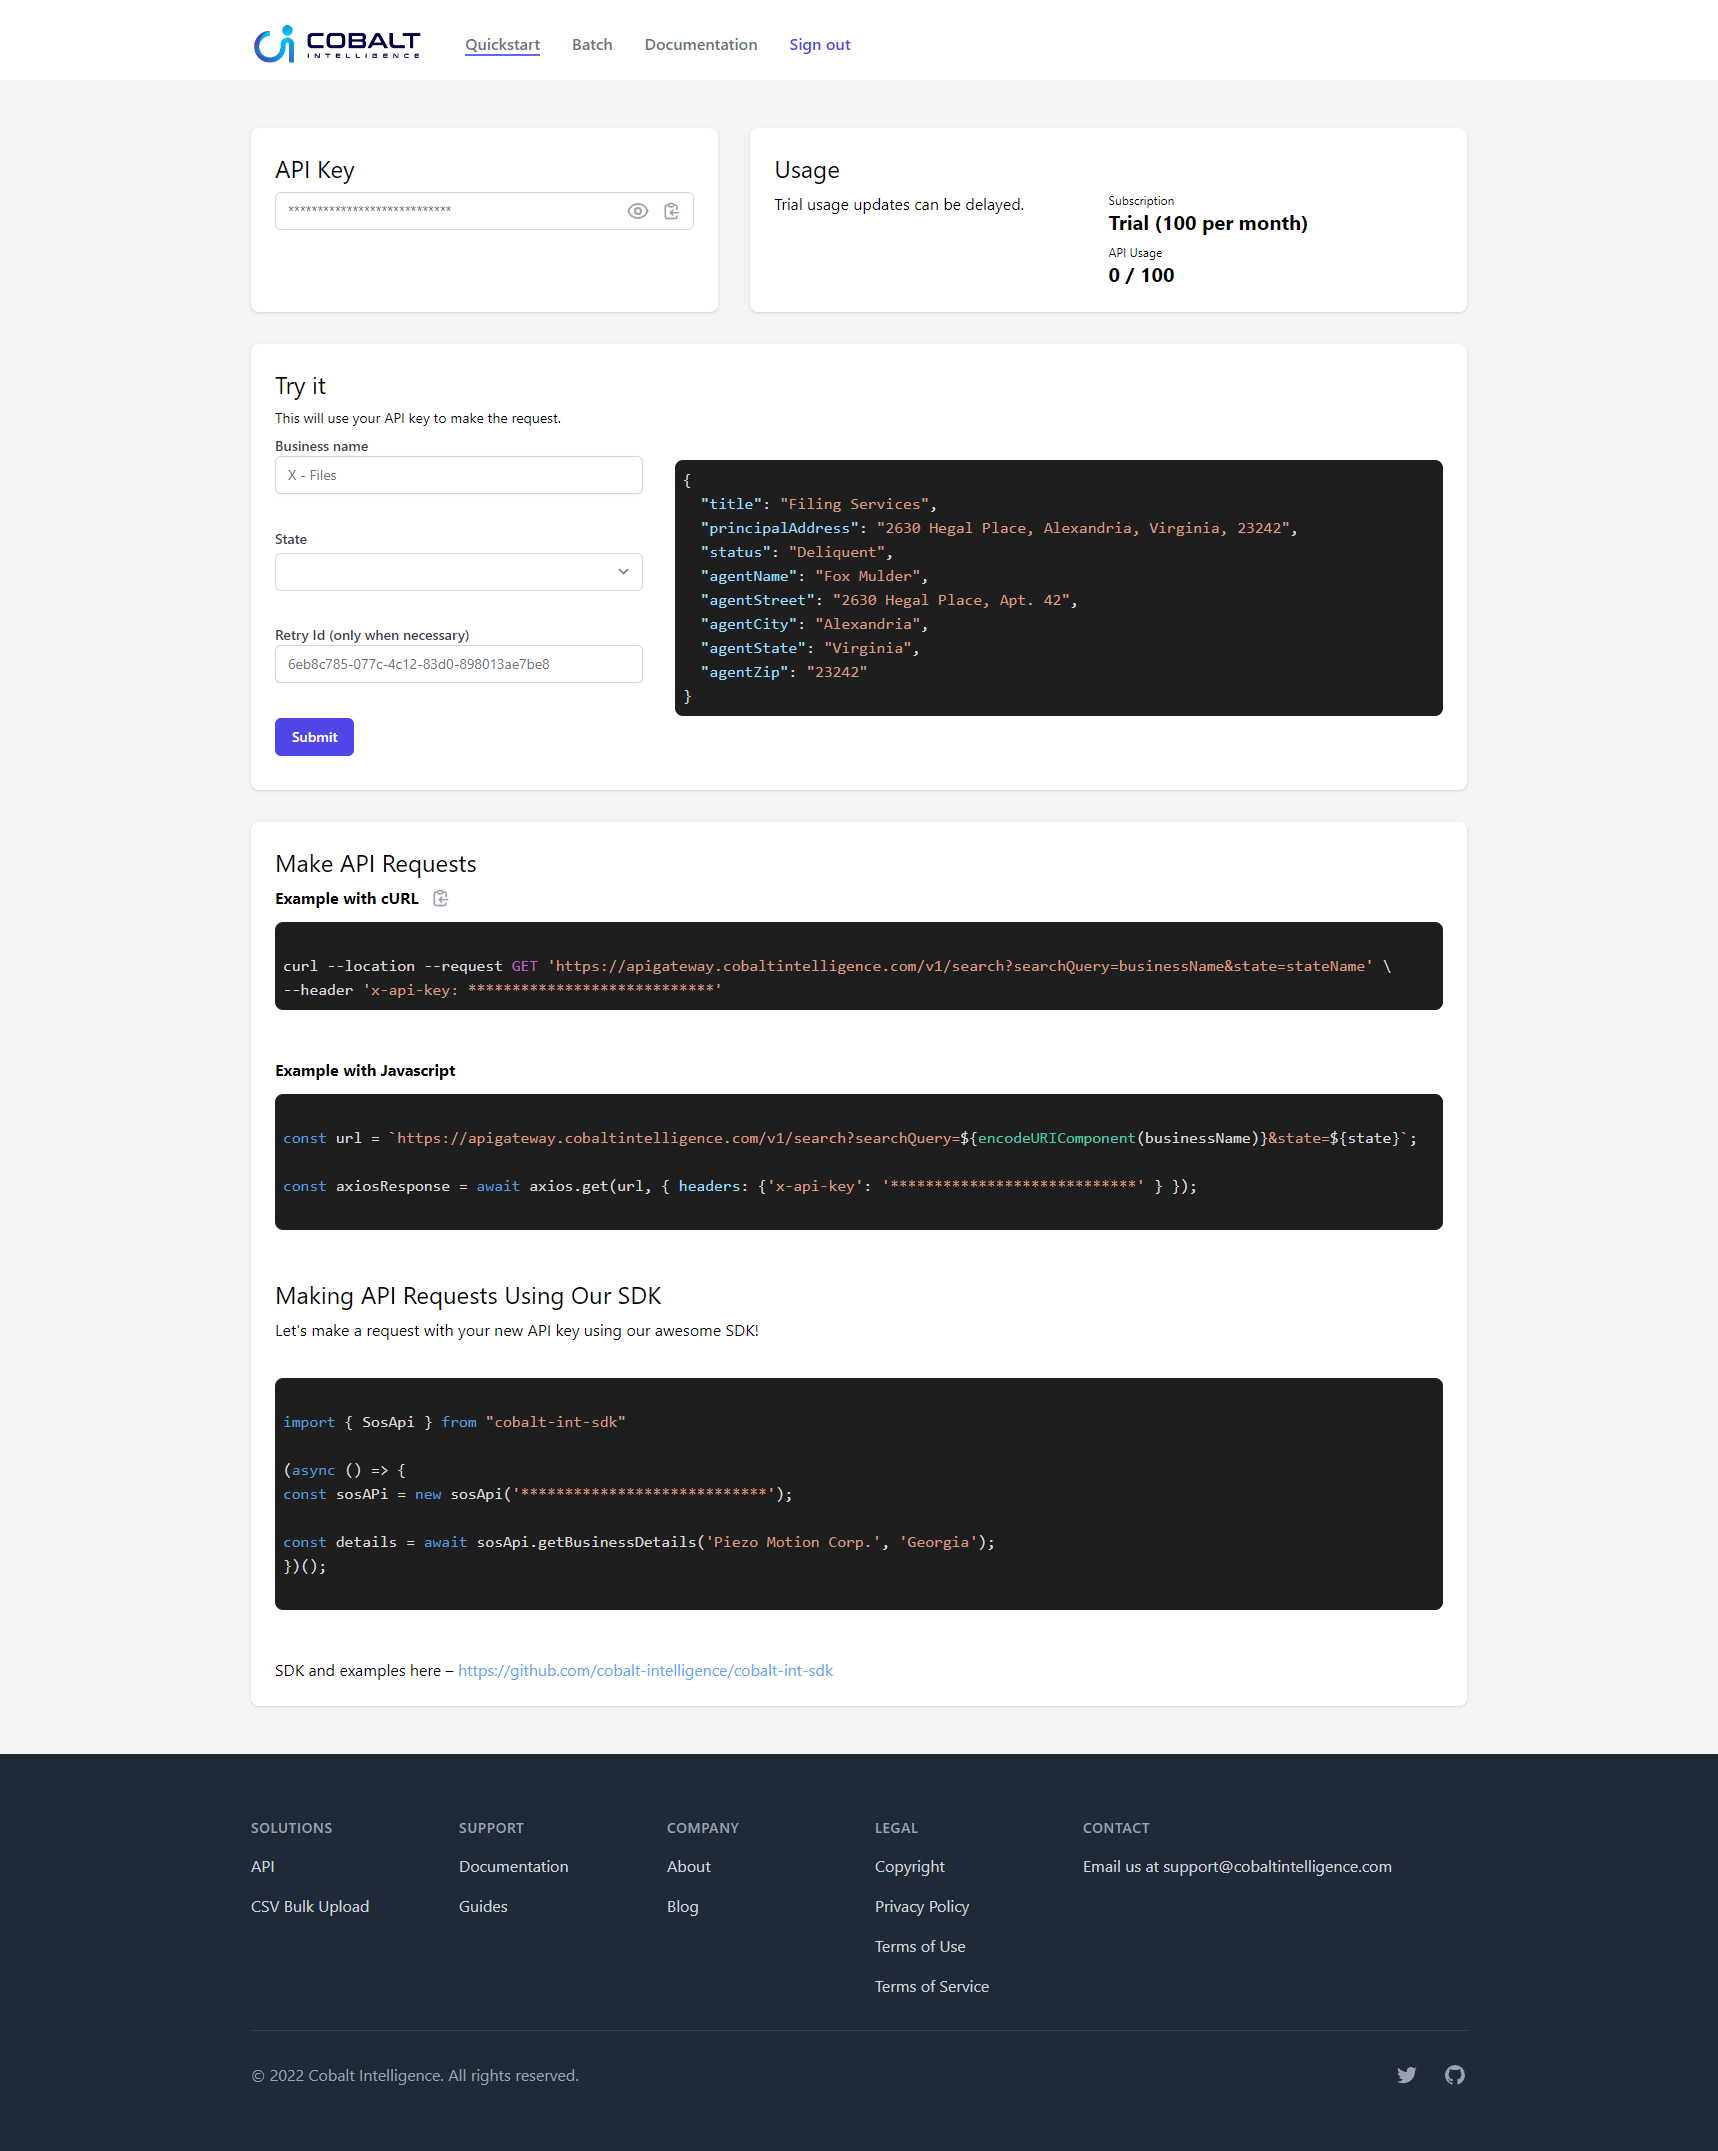 COBALT
INTELLIGENCE
Quickstart
Batch
Documentation
Sign out
API Key
****************************
Usage
Trial usage updates can be delayed.
Subscription
Trial (100 per month)
API Usage
0 / 100
Try it
This will use your API key to make the request.
Business name
X - Files
State
Retry Id (only when necessary)
6eb8c785-077c-4c12-83d0-898013ae7be8
Submit
{
"title": "Filing Services",
"principalAddress": "2630 Hegal Place, Alexandria, Virginia, 23242",
"status": "Deliquent",
"agentName": "Fox Mulder",
"agentStreet": "2630 Hegal Place, Apt. 42",
"agentCity": "Alexandria",
"agentState": "Virginia",
"agentZip": "23242"
}
Make API Requests
Example with cURL
curl --location --request GET 'https://apigateway.cobaltintelligence.com/v1/search?searchQuery=businessName&state=stateName' \
--header 'x-api-key: ****************************'
Example with Javascript
const url = `https://apigateway.cobaltintelligence.com/v1/search?searchQuery=${encodeURIComponent(businessName)}&state=${state}`;
const axiosResponse = await axios.get(url, { headers: {'x-api-key': '****************************' } });
Making API Requests Using Our SDK
Let's make a request with your new API key using our awesome SDK!
import { SosApi } from "cobalt-int-sdk"
(async () => {
const sosAPi = new sosApi('****************************');
const details = await sosApi.getBusinessDetails('Piezo Motion Corp.', 'Georgia');
})();
SDK and examples here – https://github.com/cobalt-intelligence/cobalt-int-sdk
SOLUTIONS
API
CSV Bulk Upload
SUPPORT
Documentation
Guides
COMPANY
About
Blog
LEGAL
Copyright
Privacy Policy
Terms of Use
Terms of Service
CONTACT
Email us at support@cobaltintelligence.com
© 2022 Cobalt Intelligence. All rights reserved.